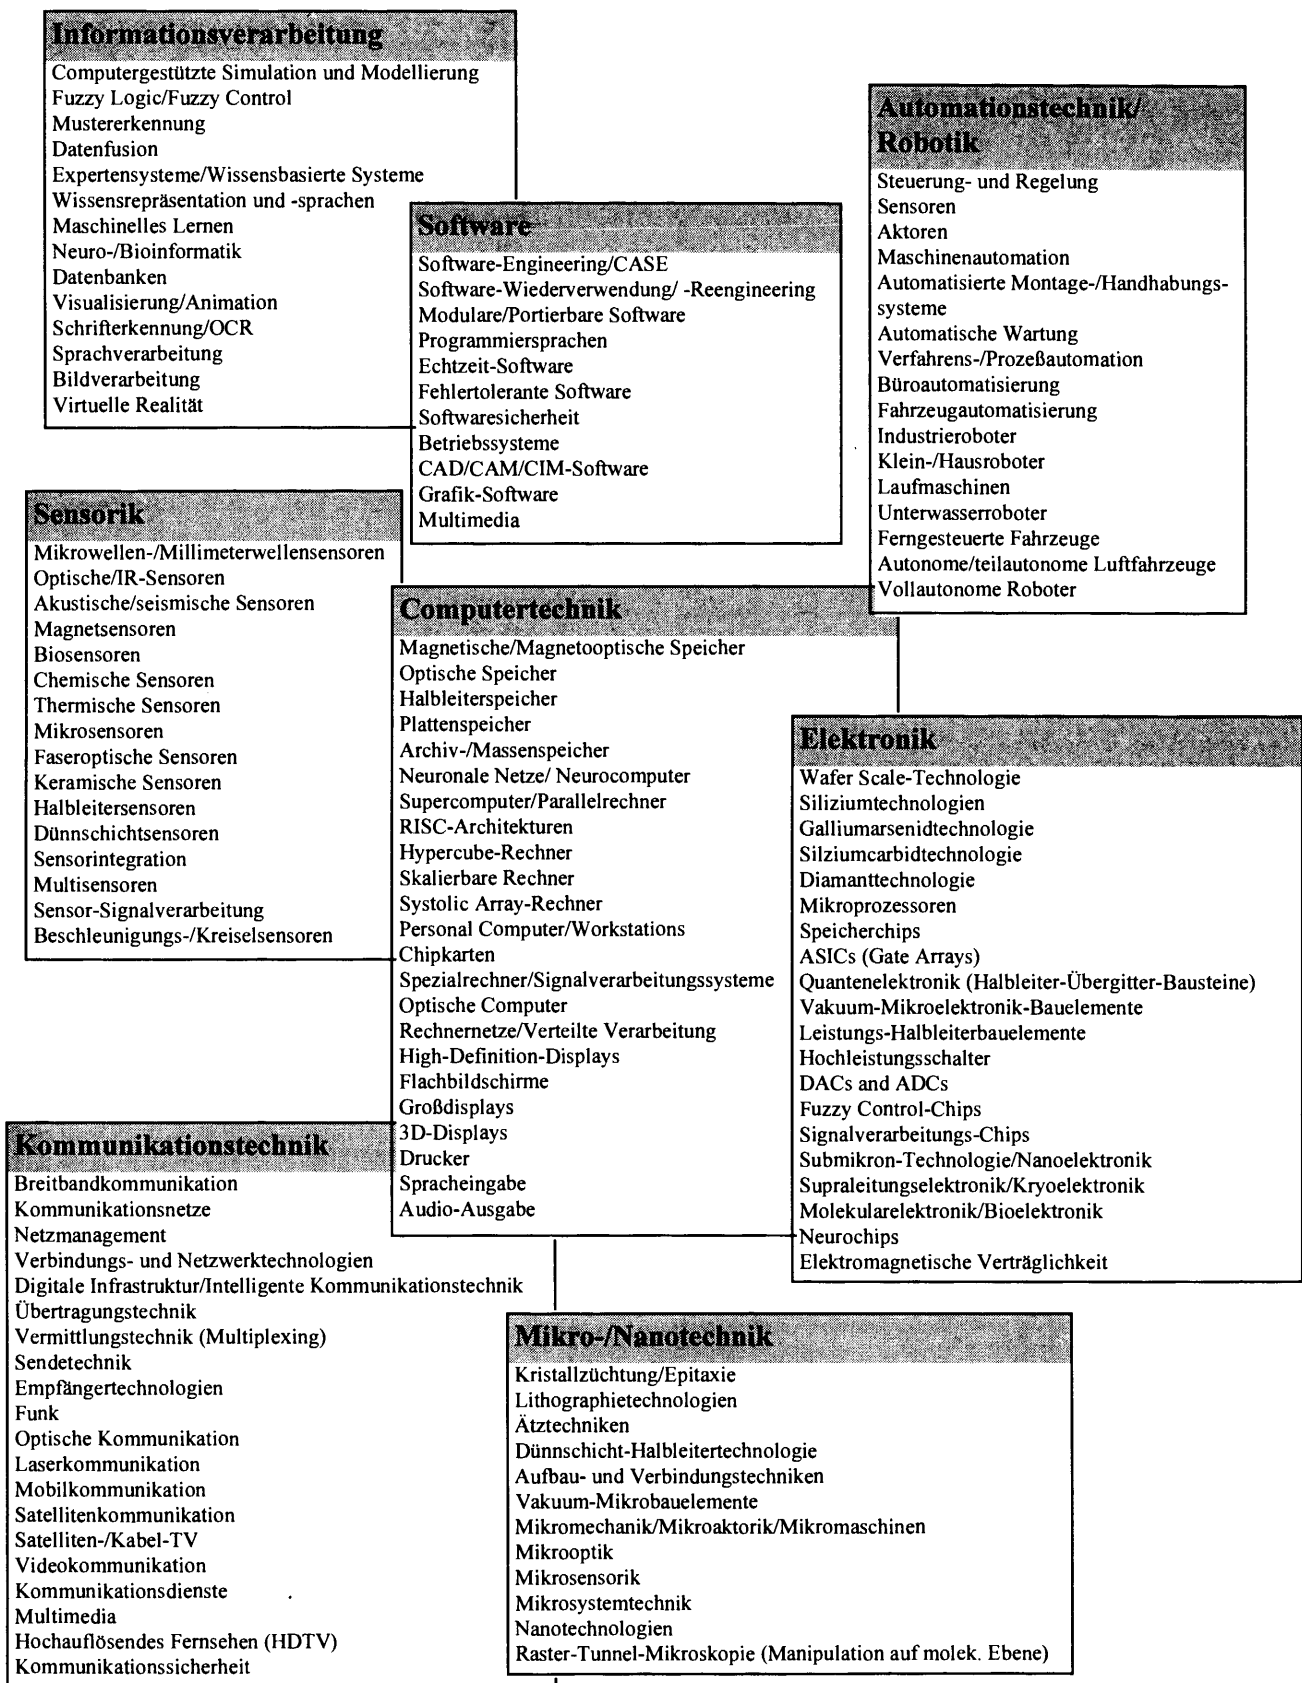 Informationsverarbeitung
Computergestützte Simulation und Modellierung
Fuzzy Logic/Fuzzy Control
Mustererkennung
Datenfusion
Expertensysteme/Wissensbasierte Systeme
Wissensrepräsentation und -sprachen
Maschinelles Lernen
Neuro-/Bioinformatik
Datenbanken
Visualisierung/Animation
Schrifterkennung/OCR
Sprachverarbeitung
Bildverarbeitung
Virtuelle Realität
Software
Software-Engineering/CASE
Software-Wiederverwendung/ -Reengineering
Modulare/Portierbare Software
Programmiersprachen
Echtzeit-Software
Fehlertolerante Software
Softwaresicherheit
Betriebssysteme
CAD/CAM/CIM-Software
Grafik-Software
Multimedia
Automationstechnik/
Robotik
Steuerung- und Regelung
Sensoren
Aktoren
Maschinenautomation
Automatisierte Montage-/Handhabungs-
systeme
Automatische Wartung
Verfahrens-/Prozeßautomation
Büroautomatisierung
Fahrzeugautomatisierung
Industrieroboter
Klein-/Hausroboter
Laufmaschinen
Unterwasserroboter
Ferngesteuerte Fahrzeuge
Autonome/teilautonome Luftfahrzeuge
Vollautonome Roboter
Sensorik
Mikrowellen-/Millimeterwellensensoren
Optische/IR-Sensoren
Akustische/seismische Sensoren
Magnetsensoren
Biosensoren
Chemische Sensoren
Thermische Sensoren
Mikrosensoren
Faseroptische Sensoren
Keramische Sensoren
Halbleitersensoren
Dünnschichtsensoren
Sensorintegration
Multisensoren
Sensor-Signalverarbeitung
Beschleunigungs-/Kreiselsensoren
Computertechnik
Magnetische/Magnetooptische Speicher
Optische Speicher
Halbleiterspeicher
Plattenspeicher
Archiv-/Massenspeicher
Neuronale Netze/ Neurocomputer
Supercomputer/Parallelrechner
RISC-Architekturen
Hypercube-Rechner
Skalierbare Rechner
Systolic Array-Rechner
Personal Computer/Workstations
Chipkarten
Spezialrechner/Signalverarbeitungssysteme
Optische Computer
Rechnernetze/Verteilte Verarbeitung
High-Definition-Displays
Flachbildschirme
Großdisplays
3D-Displays
Drucker
Spracheingabe
Audio-Ausgabe
Elektronik
Wafer Scale-Technologie
Siliziumtechnologien
Galliumarsenidtechnologie
Silziumcarbidtechnologie
Diamanttechnologie
Mikroprozessoren
Speicherchips
ASICs (Gate Arrays)
Quantenelektronik (Halbleiter-Übergitter-Bausteine)
Vakuum-Mikroelektronik-Bauelemente
Leistungs-Halbleiterbauelemente
Hochleistungsschalter
DACs and ADCs
Fuzzy Control-Chips
Signalverarbeitungs-Chips
Submikron-Technologie/Nanoelektronik
Supraleitungselektronik/Kryoelektronik
Molekularelektronik/Bioelektronik
Neurochips
Elektromagnetische Verträglichkeit
Kommunikationstechnik
Breitbandkommunikation
Kommunikationsnetze
Netzmanagement
Verbindungs- und Netzwerktechnologien
Digitale Infrastruktur/Intelligente Kommunikationstechnik
Übertragungstechnik
Vermittlungstechnik (Multiplexing)
Sendetechnik
Empfängertechnologien
Funk
Optische Kommunikation
Laserkommunikation
Mobilkommunikation
Satellitenkommunikation
Satelliten-/Kabel-TV
Videokommunikation
Kommunikationsdienste
Multimedia
Hochauflösendes Fernsehen (HDTV)
Kommunikationssicherheit
Mikro-/Nanotechnik
Kristallzüchtung/Epitaxie
Lithographietechnologien
Ätztechniken
Dünnschicht-Halbleitertechnologie
Aufbau- und Verbindungstechniken
Vakuum-Mikrobauelemente
Mikromechanik/Mikroaktorik/Mikromaschinen
Mikrooptik
Mikrosensorik
Mikrosystemtechnik
Nanotechnologien
Raster-Tunnel-Mikroskopie (Manipulation auf molek. Ebene)